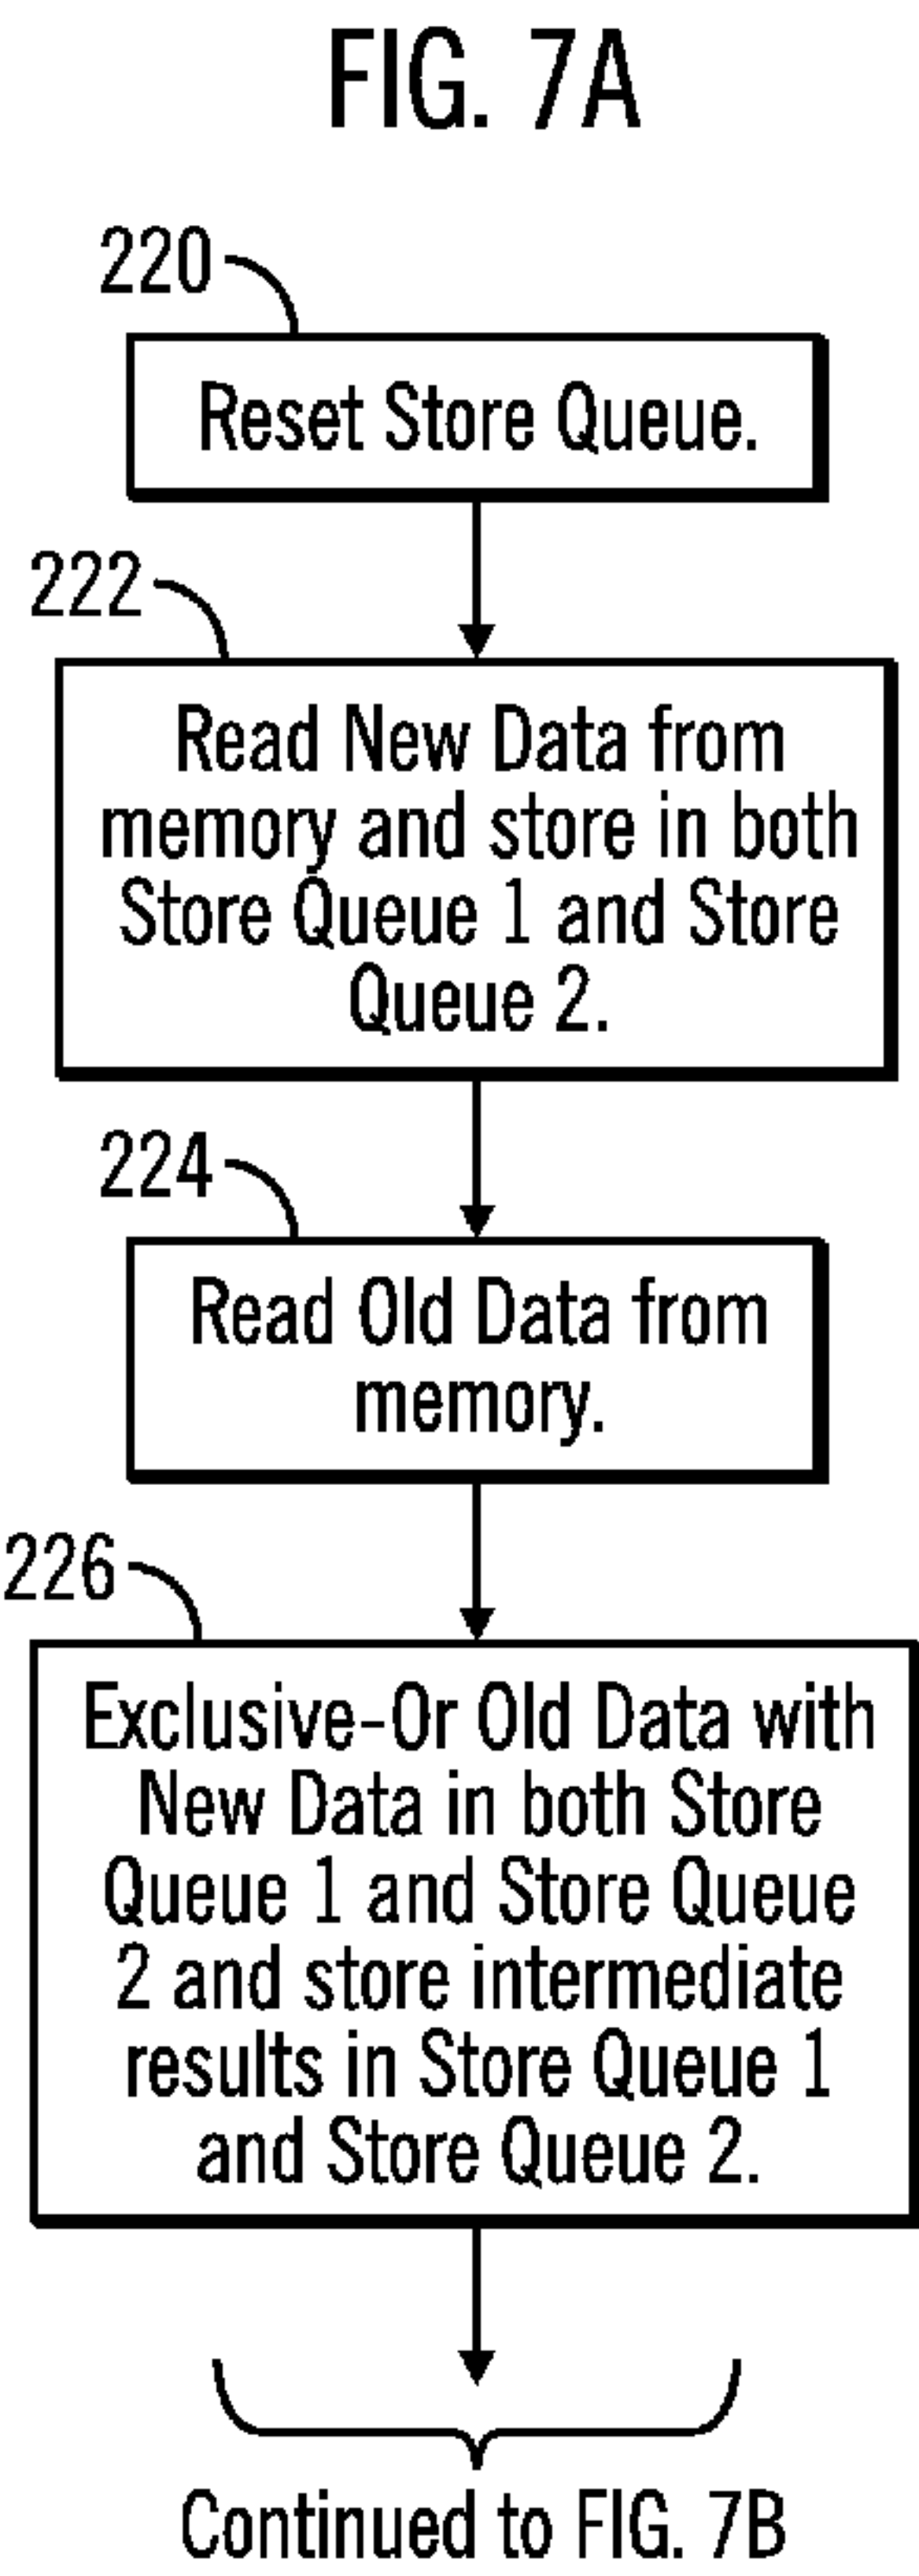 FIG. 7A
220
Reset Store Queue.
222
Read New Data from
memory and store in both
Store Queue 1 and Store
Queue 2.
224
Read Old Data from
memory.
226
Exclusive-Or Old Data with
New Data in both Store
Queue 1 and Store Queue
2 and store intermediate
results in Store Queue 1
and Store Queue 2.
Continued to FIG. 7B